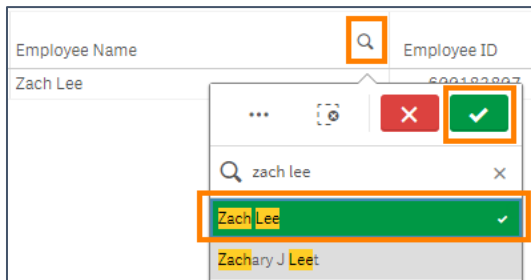 Employee Name
Employee ID
Zach Lee
zach lee
Zach Lee
Zachary J Leet